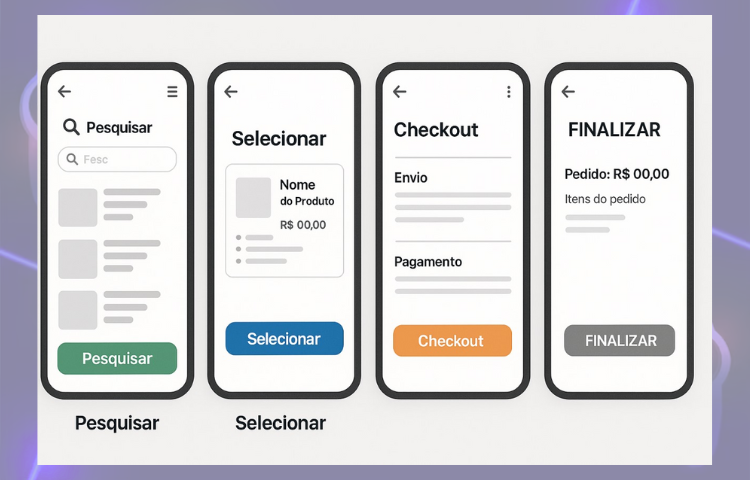 Pesquisar
Fesc
Pesquisar
Pesquisar
Selecionar
Nome
do Produto
R$ 00,00
Selecionar
Selecionar
Checkout
Envio
Pagamento
Checkout
FINALIZAR
Pedido: R$ 00,00
Itens do pedido
FINALIZAR